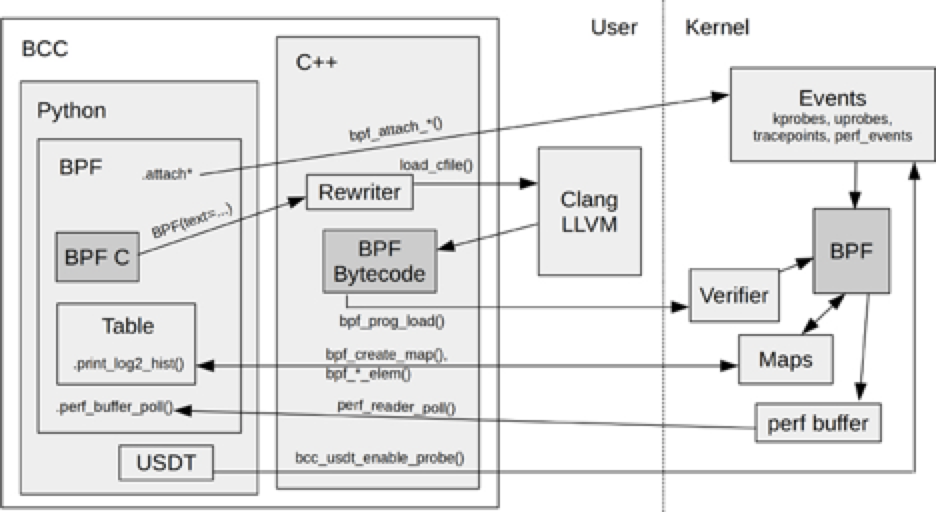 User
Kernel
BCC
C++
Python
Events
kprobes, uprobes,
tracepoints, perf_events
BPF
.attach*
bpf_attach_*()
load_cfile()
Rewriter
Clang
LLVM
BPF(text=...)
BPF C
BPF
Bytecode
BPF
Verifier
bpf_prog_load()
Table
.print_log2_hist()
bpf_create_map(),
bpf_*_elem()
Maps
.perf_buffer_poll()
perf_reader_poll()
perf buffer
USDT
bcc_usdt_enable_probe()